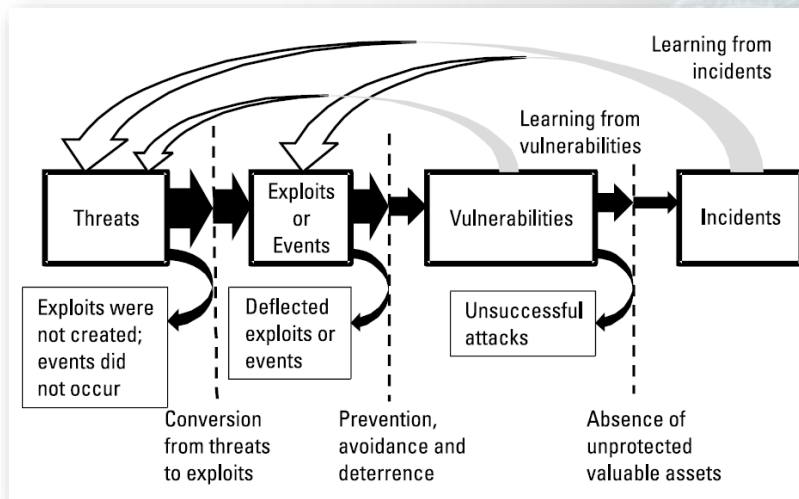 Learning from
incidents
Learning from
vulnerabilities
Threats
Exploits
or
Events
Vulnerabilities
Incidents
Exploits were
not created;
events did
not occur
Deflected
exploits or
events
Unsuccessful
attacks
Conversion
from threats
to exploits
Prevention,
avoidance and
deterrence
Absence of
unprotected
valuable assets